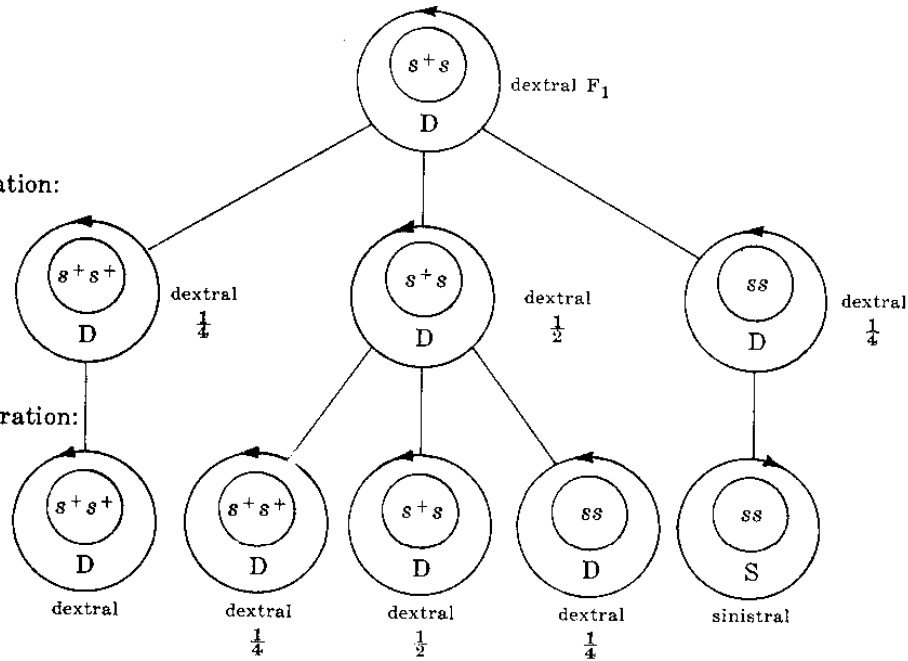 s+s
D
dextral F1
ation:
s+s+
D
dextral
1/4
s+s
D
dextral
1/2
ss
D
dextral
1/4
ration:
s+s+
D
dextral
s+s+
D
dextral
1/4
s+s
D
dextral
1/2
ss
D
dextral
1/4
ss
S
sinistral